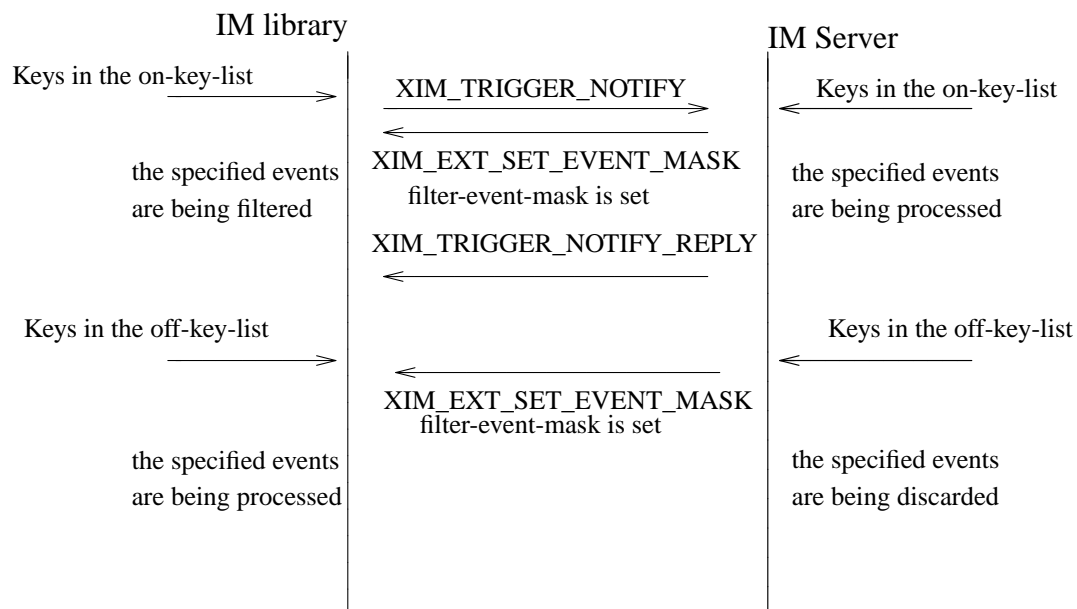 IM library
IM Server
Keys in the on-key-list
XIM_TRIGGER_NOTIFY
Keys in the on-key-list
the specified events
are being filtered
XIM_EXT_SET_EVENT_MASK
filter-event-mask is set
the specified events
are being processed
XIM_TRIGGER_NOTIFY_REPLY
Keys in the off-key-list
Keys in the off-key-list
XIM_EXT_SET_EVENT_MASK
filter-event-mask is set
the specified events
are being processed
the specified events
are being discarded